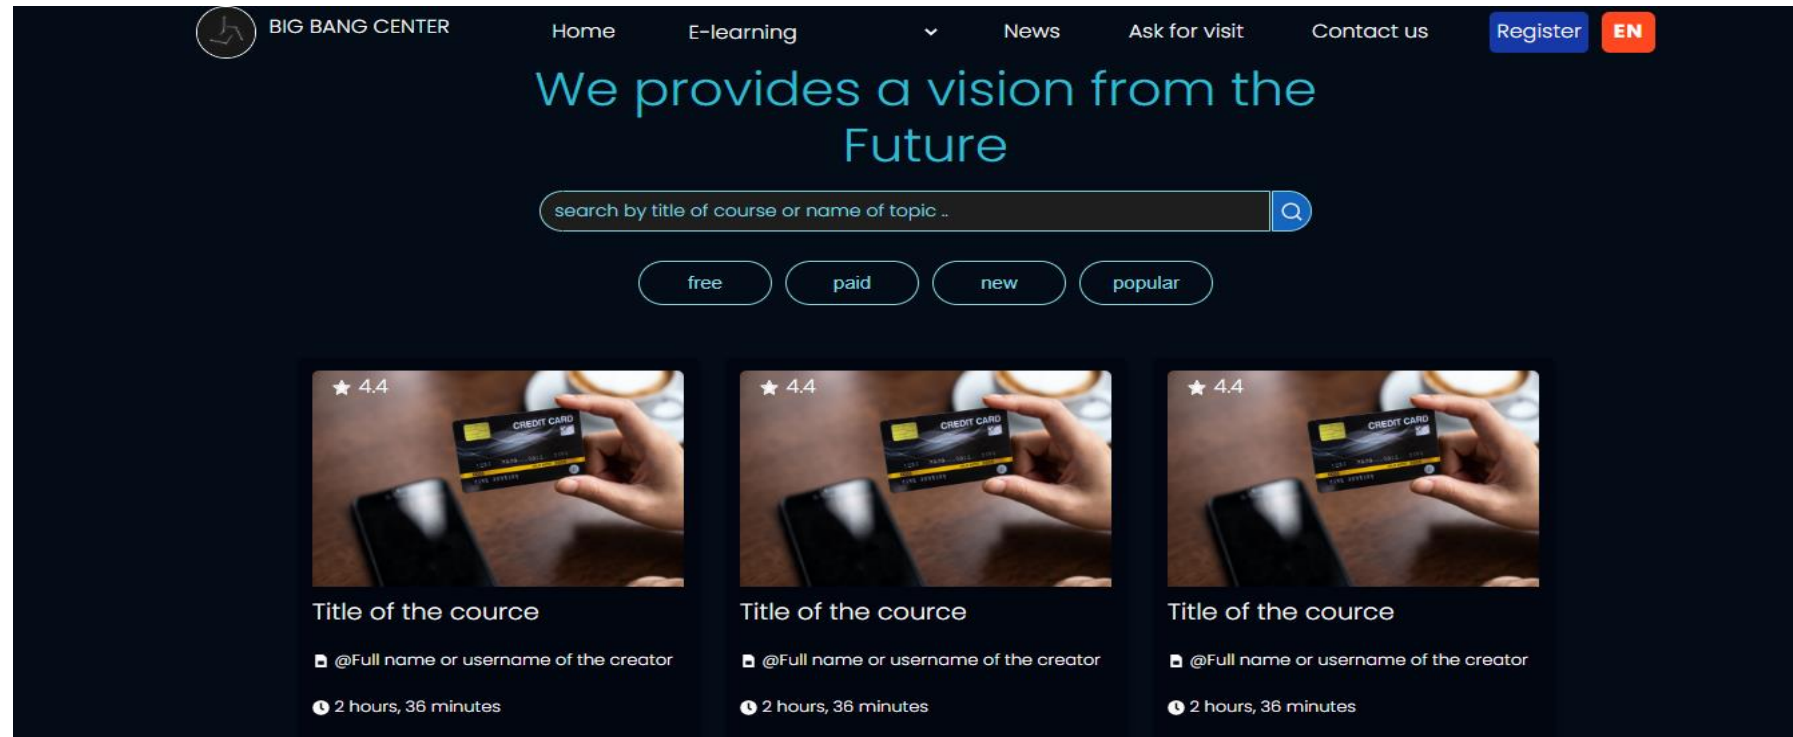 BIG BANG CENTER
Home E-learning News Ask for visit Contact us Register EN
We provides a vision from the
Future
search by title of course or name of topic ..
free paid new popular
4.4 4.4 4.4
CREDIT CARD CREDIT CARD CREDIT CARD
Title of the cource Title of the cource Title of the cource
@Full name or username of the creator @Full name or username of the creator @Full name or username of the creator
2 hours, 36 minutes 2 hours, 36 minutes 2 hours, 36 minutes